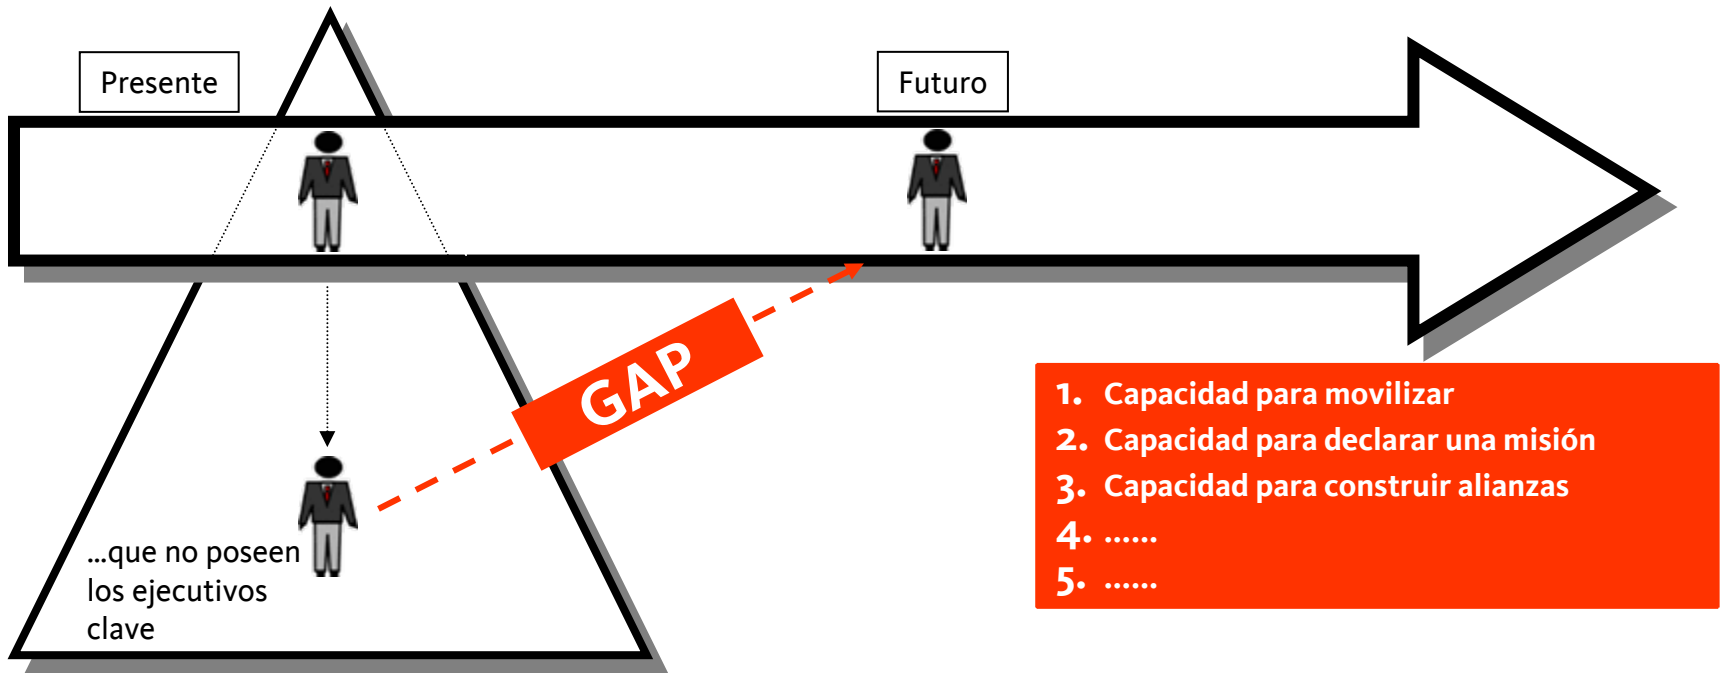 Presente
Futuro
GAP
1. Capacidad para movilizar
2. Capacidad para declarar una misión
3. Capacidad para construir alianzas
4. ......
5. ......
...que no poseen
los ejecutivos
clave